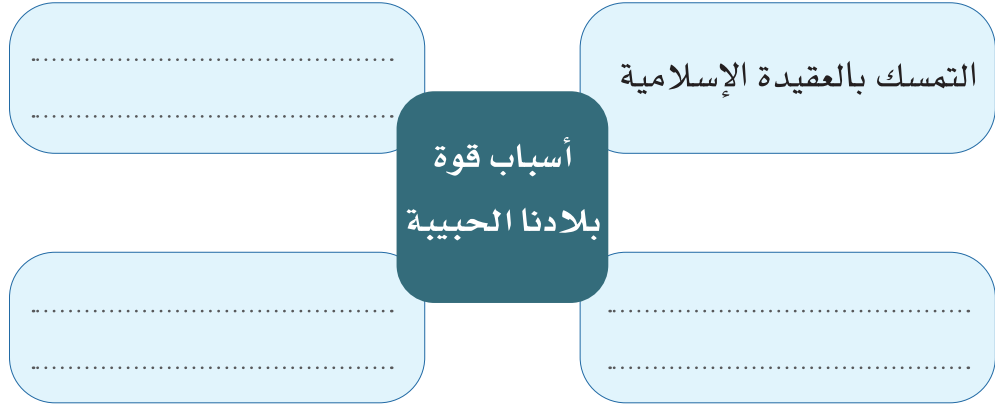 التمسك بالعقيدة الإسلامية
أسباب قوة
بلادنا الحبيبة